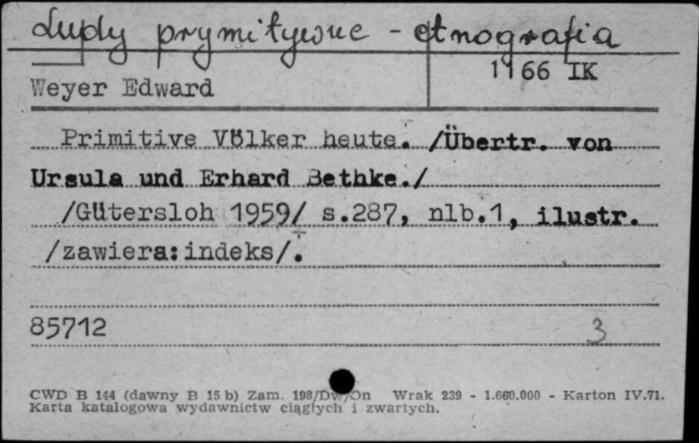 Ludy prymitywne - etnografia
1166 IK
Weyer Edward
Primitive Völker heute. /Übertr. von
Ursula und Erhard Bethke./
/Gütersloh 1959/ s.287, nlb.1, ilustr.
/zawiera:indeks/.
85712 3
CWD B 144 (dawny B 15 b) Zam. 198/Dw/On Wrak 239 - 1.660.000 - Karton IV.71.
Karta katalogowa wydawnictw ciągłych i zwartych.